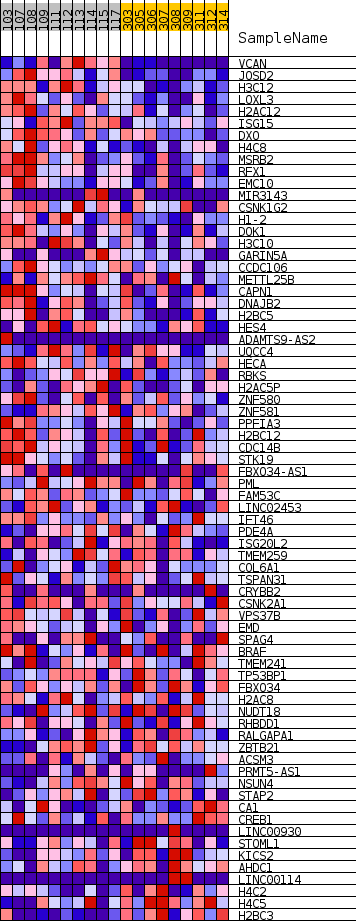 103 107 108 109 111 112 113 114 115 117 303 305 306 307 308 309 311 312 314
SampleName
VCAN
JOSD2
H3C12
LOXL3
H2AC12
ISG15
DXO
H4C8
MSRB2
RFX1
EMC10
MIR3143
CSNK1G2
H1-2
DOK1
H3C10
GARIN5A
CCDC106
METTL25B
CAPN1
DNAJB2
H2BC5
HES4
ADAMTS9-AS2
UQCC4
HECA
RBKS
H2AC5P
ZNF580
ZNF581
PPFIA3
H2BC12
CDC14B
STK19
FBXO34-AS1
PML
FAM53C
LINC02453
IFT46
PDE4A
ISG20L2
TMEM259
COL6A1
TSPAN31
CRYBB2
CSNK2A1
VPS37B
EMD
SPAG4
BRAF
TMEM241
TP53BP1
FBXO34
H2AC8
NUDT18
RHBDD1
RALGAPA1
ZBTB21
ACSM3
PRMT5-AS1
NSUN4
STAP2
CA1
CREB1
LINC00930
STOML1
KICS2
AHDC1
LINC00114
H4C2
H4C5
H2BC3